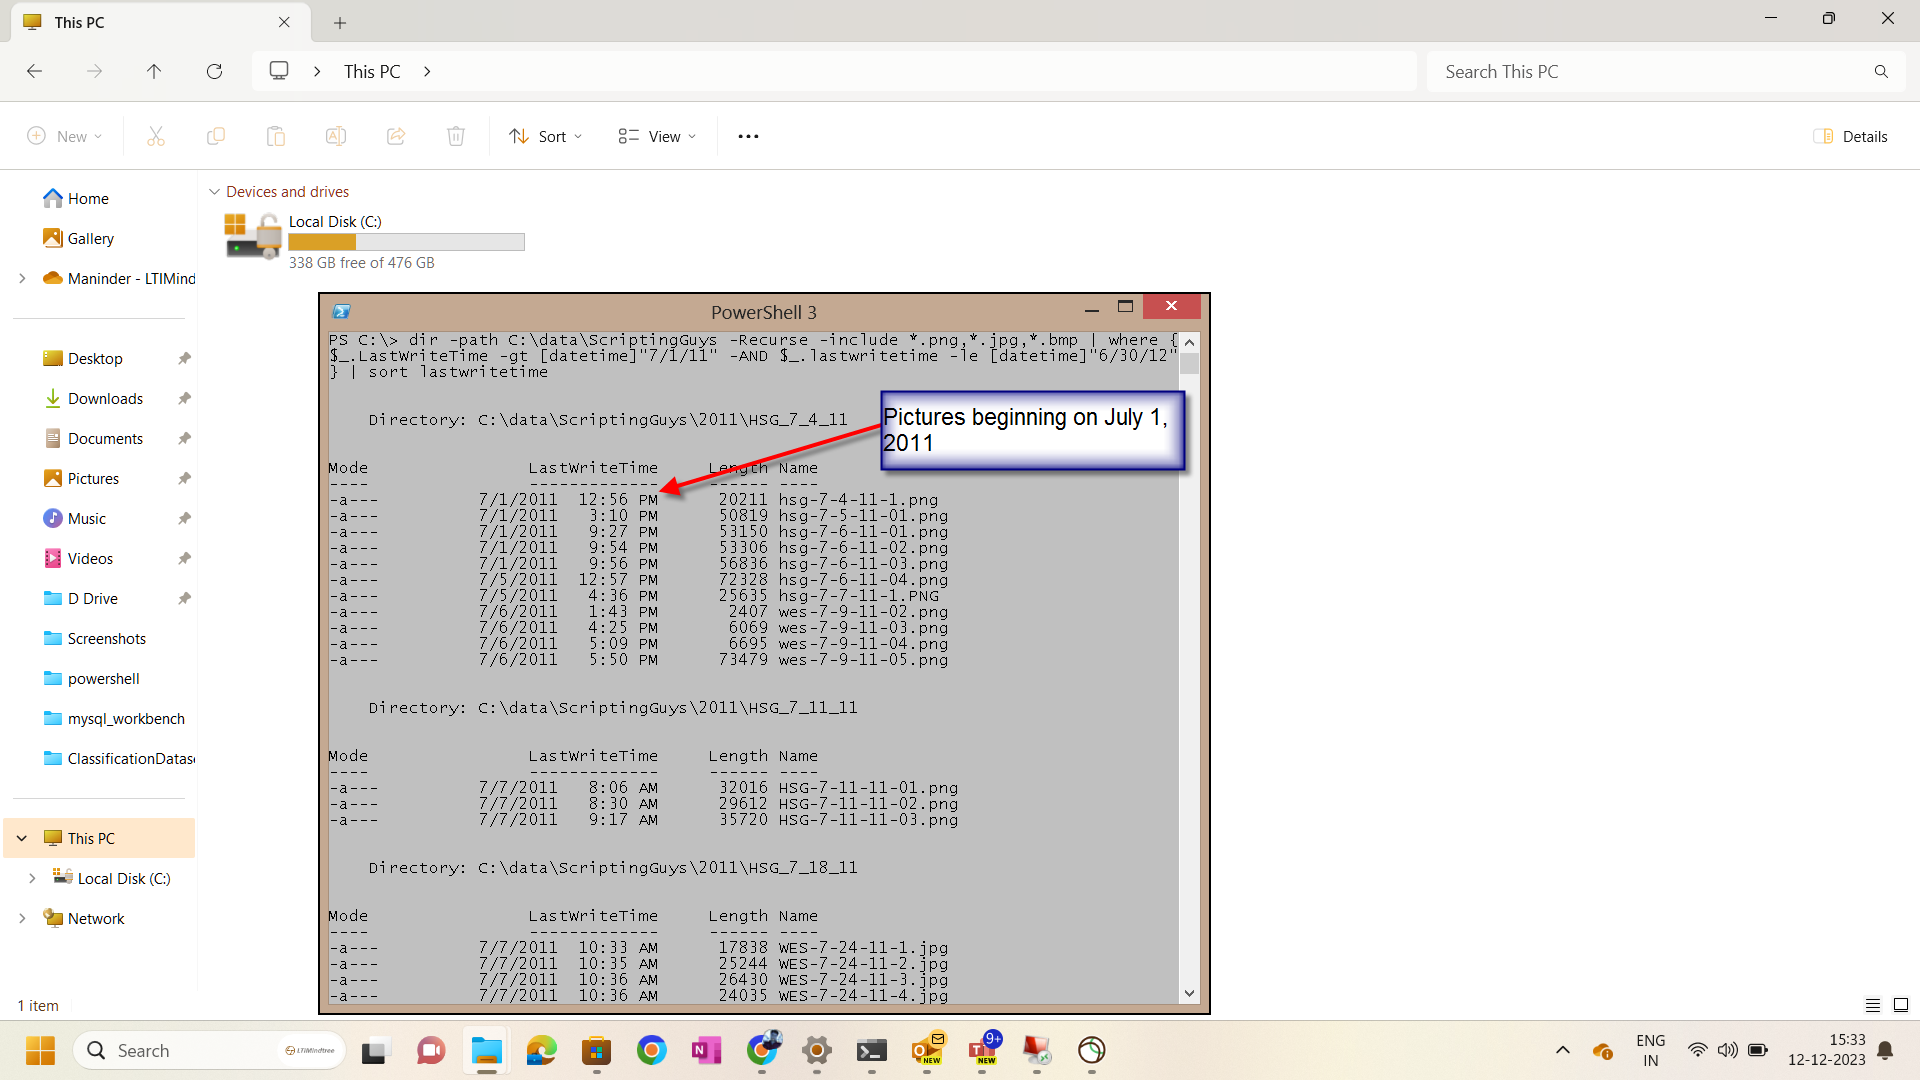 This PC
This PC
Search This PC
New
Sort
View
Details
Home
Gallery
Maninder - LTIMind
Desktop
Downloads
Documents
Pictures
Music
Videos
D Drive
Screenshots
powershell
mysql_workbench
ClassificationDatas
This PC
Local Disk (C:)
Network
1 item
Devices and drives
Local Disk (C:)
338 GB free of 476 GB
PowerShell 3
PS C:\> dir -path C:\data\ScriptingGuys -Recurse -include *.png,*.jpg,*.bmp | where {
$_.LastWriteTime -gt [datetime]"7/1/11" -AND $_.lastwritetime -le [datetime]"6/30/12"
} | sort lastwritetime
Directory: C:\data\ScriptingGuys\2011\HSG_7_4_11
Pictures beginning on July 1,
2011
Mode LastWriteTime Length Name
---- ------------- ------ ----
-a--- 7/1/2011 12:56 PM 20211 hsg-7-4-11-1.png
-a--- 7/1/2011 3:10 PM 50819 hsg-7-5-11-01.png
-a--- 7/1/2011 9:27 PM 53150 hsg-7-6-11-01.png
-a--- 7/1/2011 9:54 PM 53306 hsg-7-6-11-02.png
-a--- 7/1/2011 9:56 PM 56836 hsg-7-6-11-03.png
-a--- 7/5/2011 12:57 PM 72328 hsg-7-6-11-04.png
-a--- 7/5/2011 4:36 PM 25635 hsg-7-7-11-1.PNG
-a--- 7/6/2011 1:43 PM 2407 wes-7-9-11-02.png
-a--- 7/6/2011 4:25 PM 6069 wes-7-9-11-03.png
-a--- 7/6/2011 5:09 PM 6695 wes-7-9-11-04.png
-a--- 7/6/2011 5:50 PM 73479 wes-7-9-11-05.png
Directory: C:\data\ScriptingGuys\2011\HSG_7_11_11
Mode LastWriteTime Length Name
---- ------------- ------ ----
-a--- 7/7/2011 8:06 AM 32016 HSG-7-11-11-01.png
-a--- 7/7/2011 8:30 AM 29612 HSG-7-11-11-02.png
-a--- 7/7/2011 9:17 AM 35720 HSG-7-11-11-03.png
Directory: C:\data\ScriptingGuys\2011\HSG_7_18_11
Mode LastWriteTime Length Name
---- ------------- ------ ----
-a--- 7/7/2011 10:33 AM 17838 WES-7-24-11-1.jpg
-a--- 7/7/2011 10:35 AM 25244 WES-7-24-11-2.jpg
-a--- 7/7/2011 10:36 AM 26430 WES-7-24-11-3.jpg
-a--- 7/7/2011 10:36 AM 24035 WES-7-24-11-4.jpg
Search
LTIMindtree
NEW
9+
NEW
ENG
IN
15:33
12-12-2023